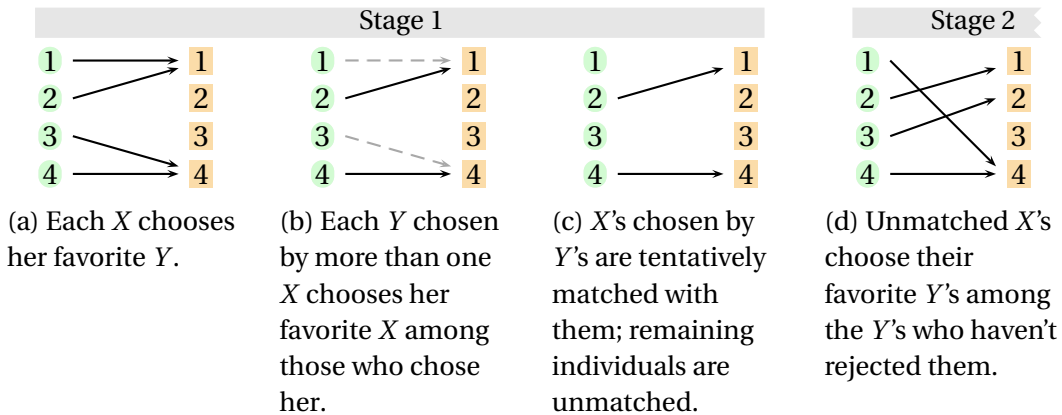 Stage 1
Stage 2
1 1
2 2
3 3
4 4
1 1
2 2
3 3
4 4
1 1
2 2
3 3
4 4
1 1
2 2
3 3
4 4
(a) Each X chooses
her favorite Y.
(b) Each Y chosen
by more than one
X chooses her
favorite X among
those who chose
her.
(c) X's chosen by
Y's are tentatively
matched with
them; remaining
individuals are
unmatched.
(d) Unmatched X's
choose their
favorite Y's among
the Y's who haven't
rejected them.